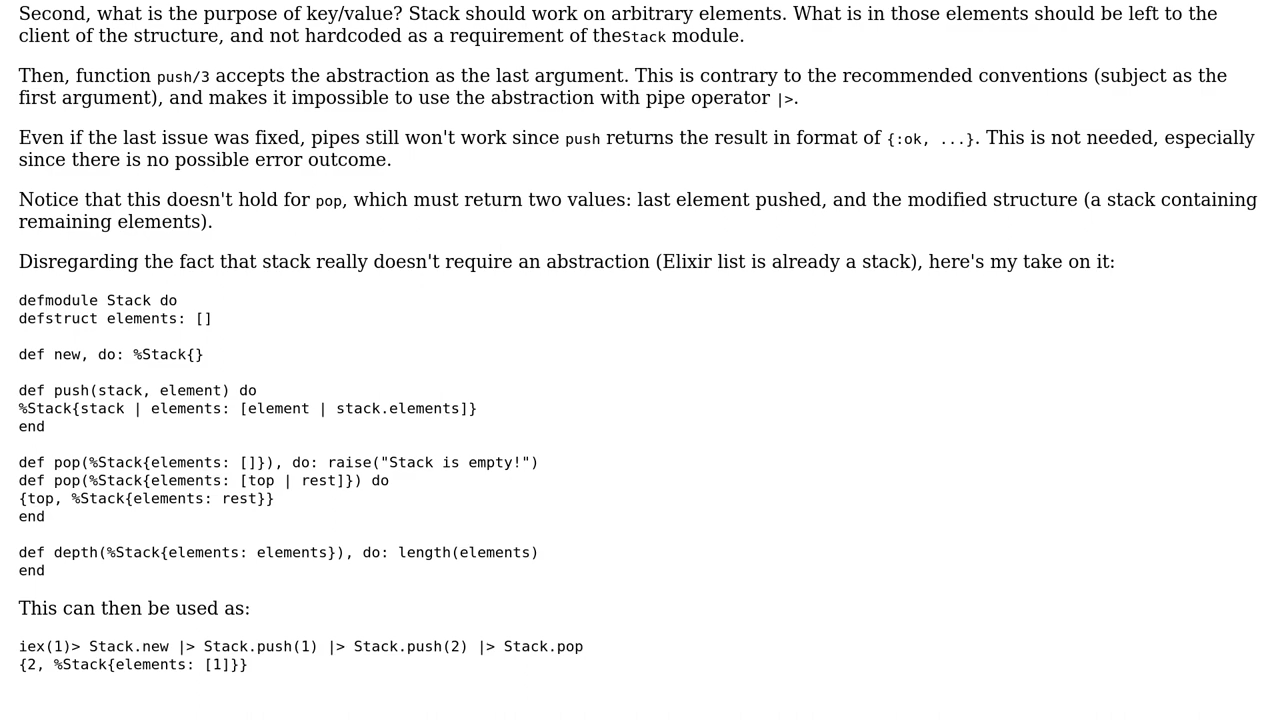 Second, what is the purpose of key/value? Stack should work on arbitrary elements. What is in those elements should be left to the
client of the structure, and not hardcoded as a requirement of theStack module.
Then, function push/3 accepts the abstraction as the last argument. This is contrary to the recommended conventions (subject as the
first argument), and makes it impossible to use the abstraction with pipe operator |>.
Even if the last issue was fixed, pipes still won't work since push returns the result in format of {:ok, ...}. This is not needed, especially
since there is no possible error outcome.
Notice that this doesn't hold for pop, which must return two values: last element pushed, and the modified structure (a stack containing
remaining elements).
Disregarding the fact that stack really doesn't require an abstraction (Elixir list is already a stack), here's my take on it:
defmodule Stack do
defstruct elements: []
def new, do: %Stack{}
def push(stack, element) do
%Stack{stack | elements: [element | stack.elements]}
end
def pop(%Stack{elements: []}), do: raise("Stack is empty!")
def pop(%Stack{elements: [top | rest]}) do
{top, %Stack{elements: rest}}
end
def depth(%Stack{elements: elements}), do: length(elements)
end
This can then be used as:
iex(1)> Stack.new |> Stack.push(1) |> Stack.push(2) |> Stack.pop
{2, %Stack{elements: [1]}}